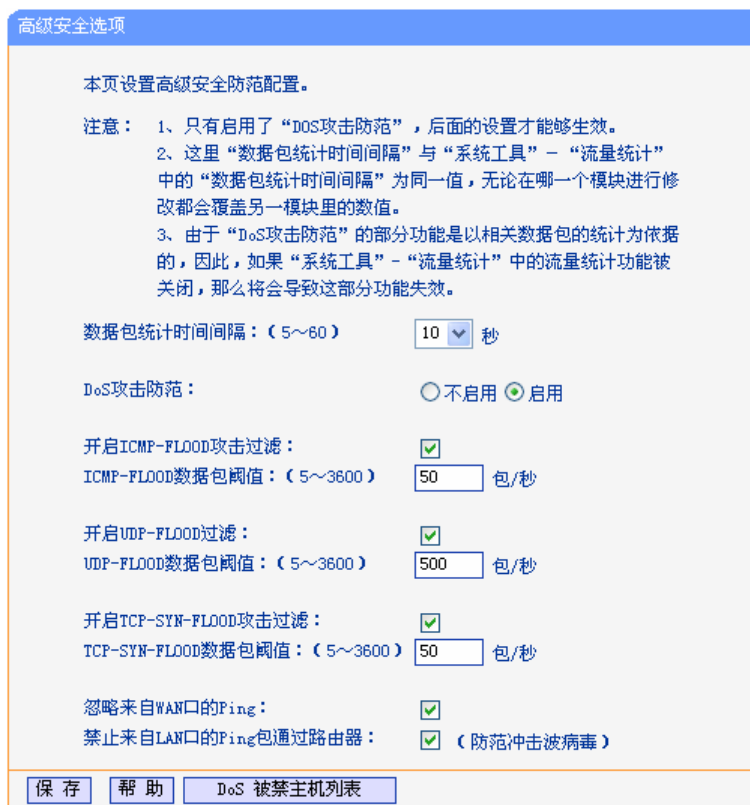 高级安全选项
本页设置高级安全防范配置。
注意： 1、只有启用了“DOS攻击防范”，后面的设置才能够生效。
2、这里“数据包统计时间间隔”与“系统工具”－“流量统计”
中的“数据包统计时间间隔”为同一值，无论在哪一个模块进行修
改都会覆盖另一模块里的数值。
3、由于“DoS攻击防范”的部分功能是以相关数据包的统计为依据
的，因此，如果“系统工具”-“流量统计”中的流量统计功能被
关闭，那么将会导致这部分功能失效。
数据包统计时间间隔：（5～60） 10 秒
DoS攻击防范： 不启用 启用
开启ICMP-FLOOD攻击过滤：
ICMP-FLOOD数据包阈值：（5～3600） 50 包/秒
开启UDP-FLOOD过滤：
UDP-FLOOD数据包阈值：（5～3600） 500 包/秒
开启TCP-SYN-FLOOD攻击过滤：
TCP-SYN-FLOOD数据包阈值：（5～3600） 50 包/秒
忽略来自WAN口的Ping：
禁止来自LAN口的Ping包通过路由器： （防范冲击波病毒）
保 存 帮 助 DoS 被禁主机列表